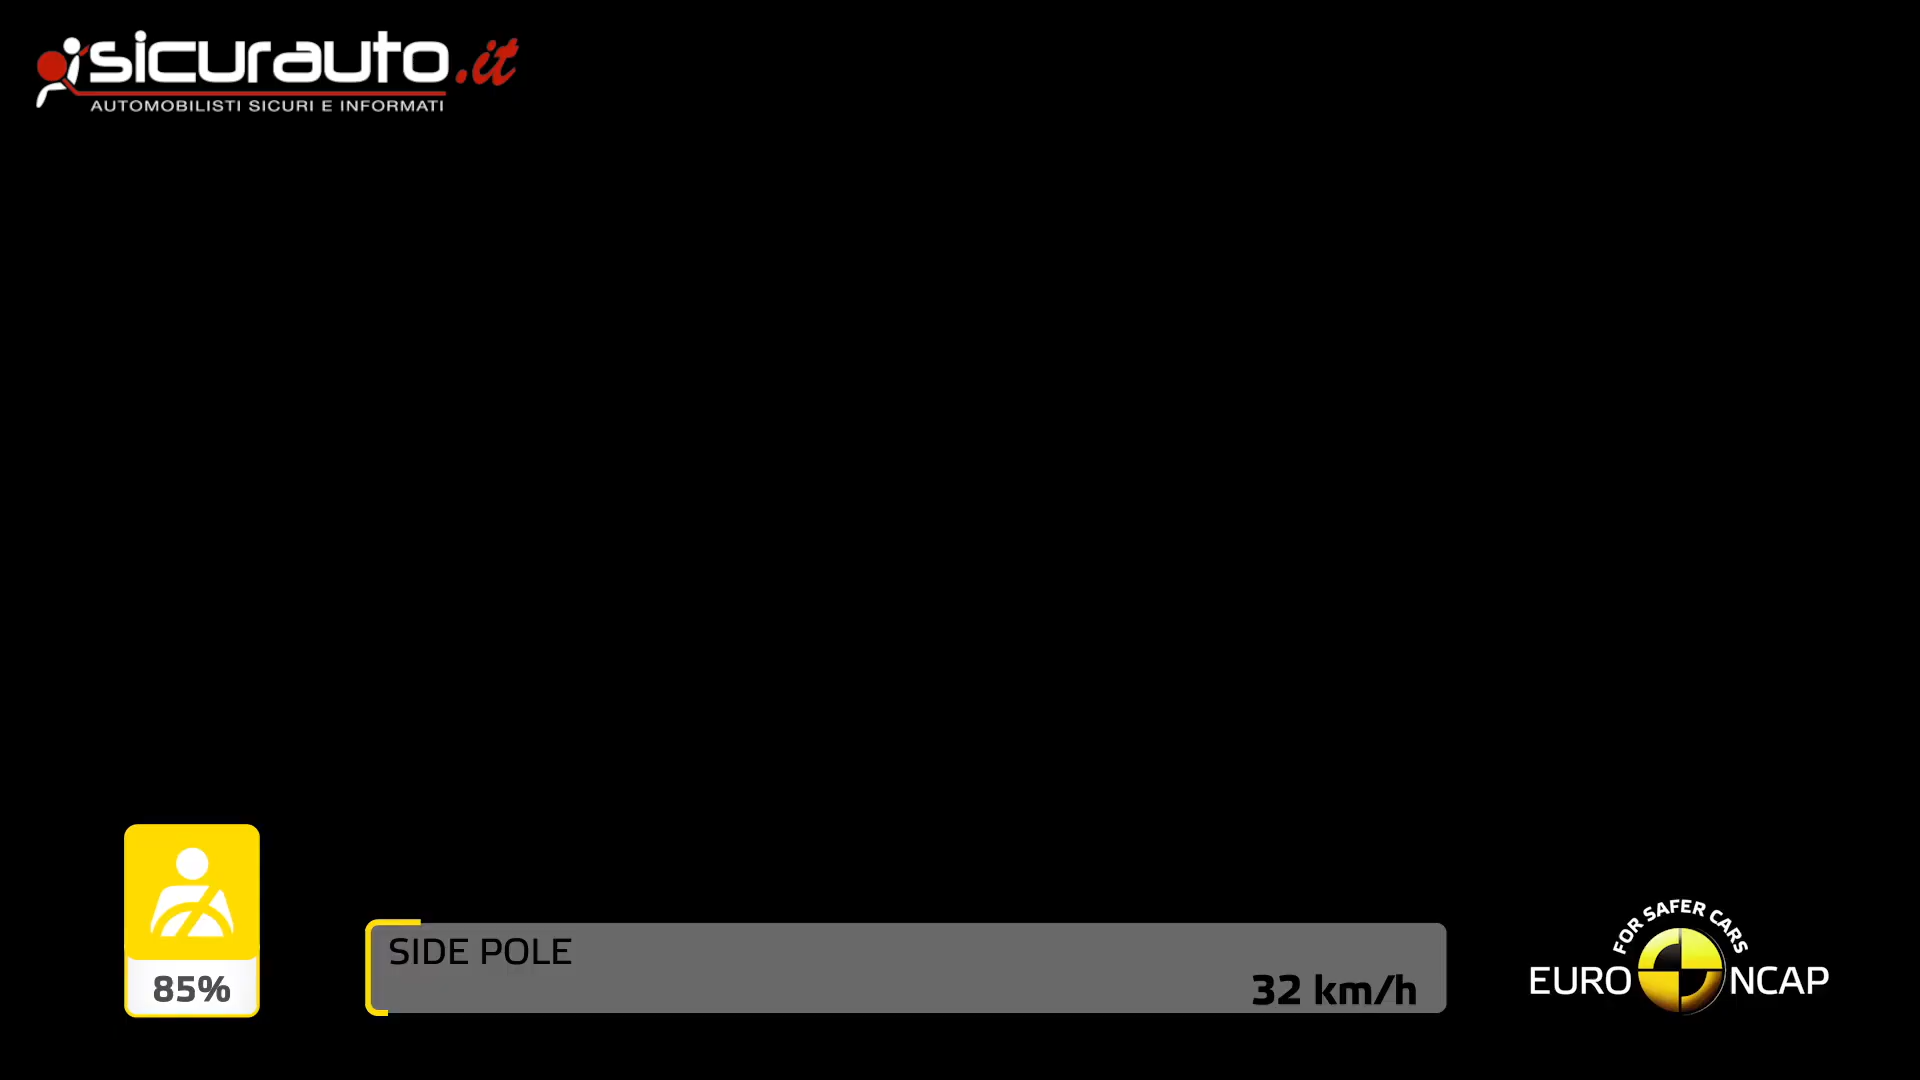 sicurauto.it
AUTOMOBILISTI SICURI E INFORMATI
85%
SIDE POLE
32 km/h
FOR SAFER CARS
EURO NCAP